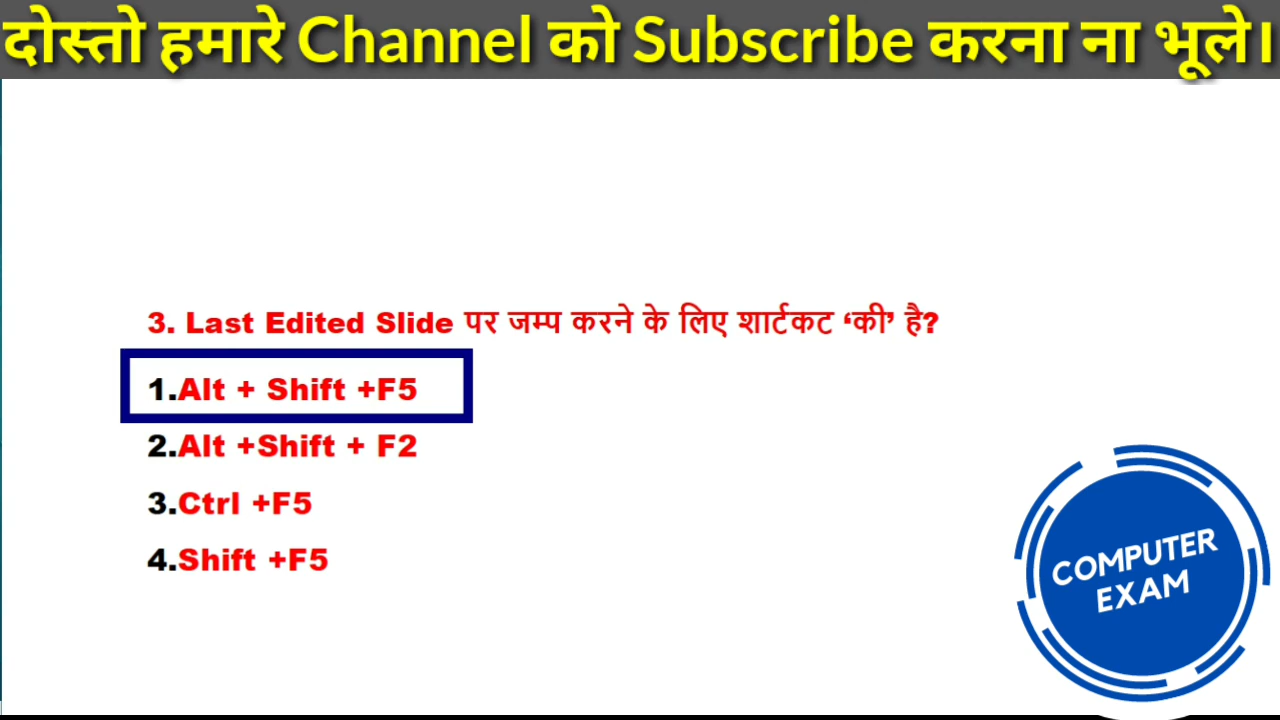 दोस्तो हमारे Channel को Subscribe करना ना भूले।
3. Last Edited Slide पर जम्प करने के लिए शार्टकट ‘की’ है?
1.Alt + Shift +F5
2.Alt +Shift + F2
3.Ctrl +F5
4.Shift +F5
COMPUTER
EXAM